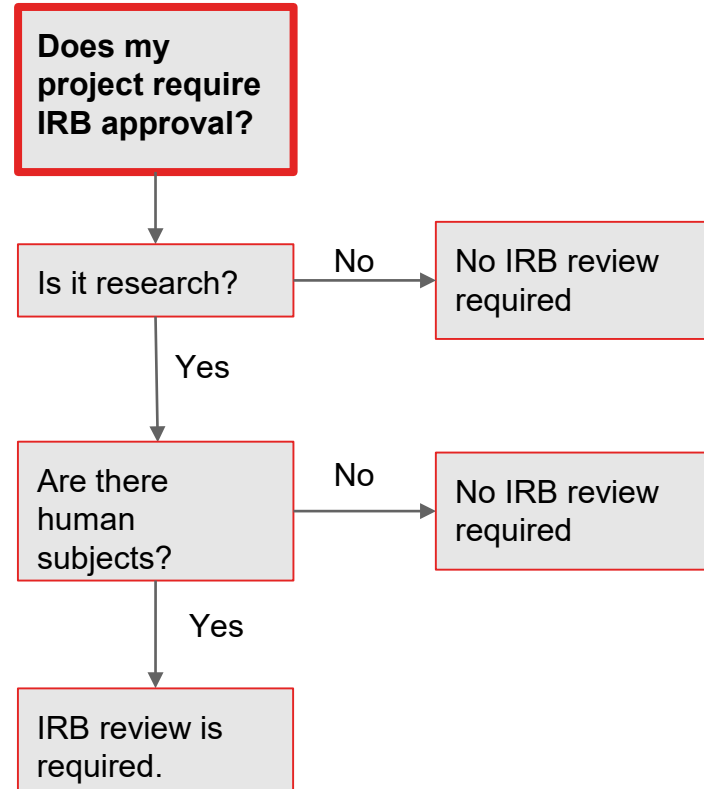 Does my
project require
IRB approval?
Is it research?
No
No IRB review
required
Yes
Are there
human
subjects?
No
No IRB review
required
Yes
IRB review is
required.